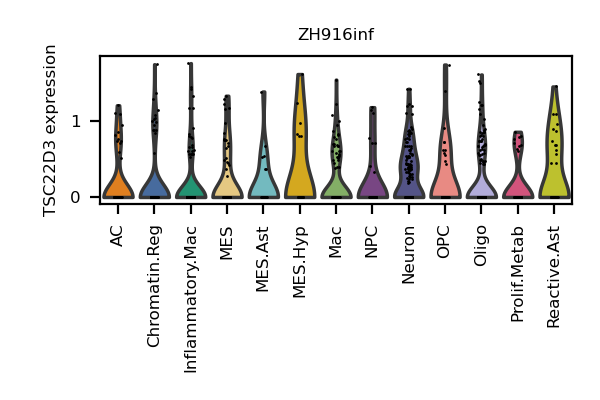 ZH916inf
TSC22D3 expression
1
0
AC
Chromatin.Reg
Inflammatory.Mac
MES
MES.Ast
MES.Hyp
Mac
NPC
Neuron
OPC
Oligo
Prolif.Metab
Reactive.Ast